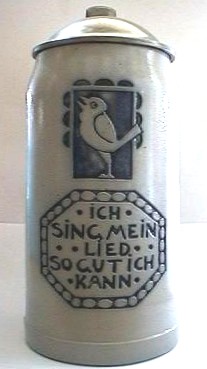 · ICH ·
SING, MEIN
· LIED, ·
SO GUT ICH
· KANN ·